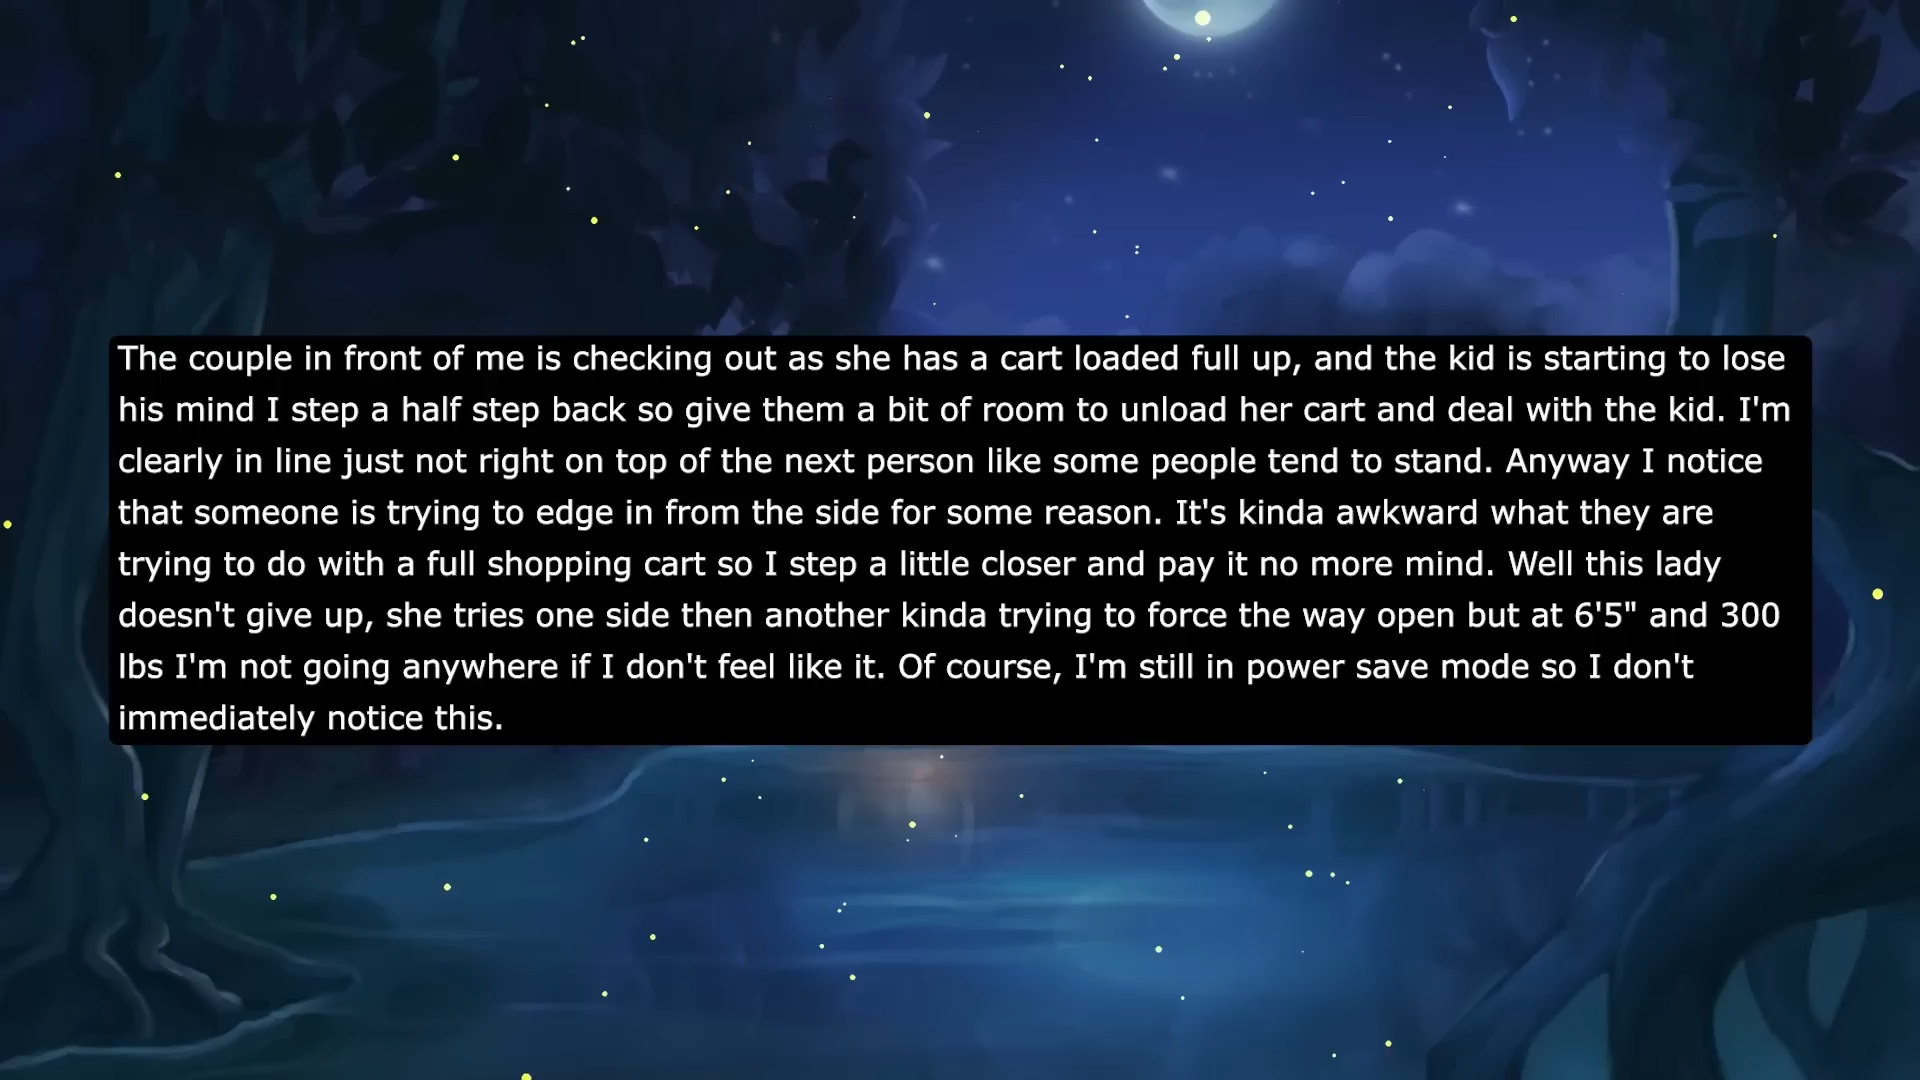 The couple in front of me is checking out as she has a cart loaded full up, and the kid is starting to lose
his mind I step a half step back so give them a bit of room to unload her cart and deal with the kid. I'm
clearly in line just not right on top of the next person like some people tend to stand. Anyway I notice
that someone is trying to edge in from the side for some reason. It's kinda awkward what they are
trying to do with a full shopping cart so I step a little closer and pay it no more mind. Well this lady
doesn't give up, she tries one side then another kinda trying to force the way open but at 6'5" and 300
lbs I'm not going anywhere if I don't feel like it. Of course, I'm still in power save mode so I don't
immediately notice this.